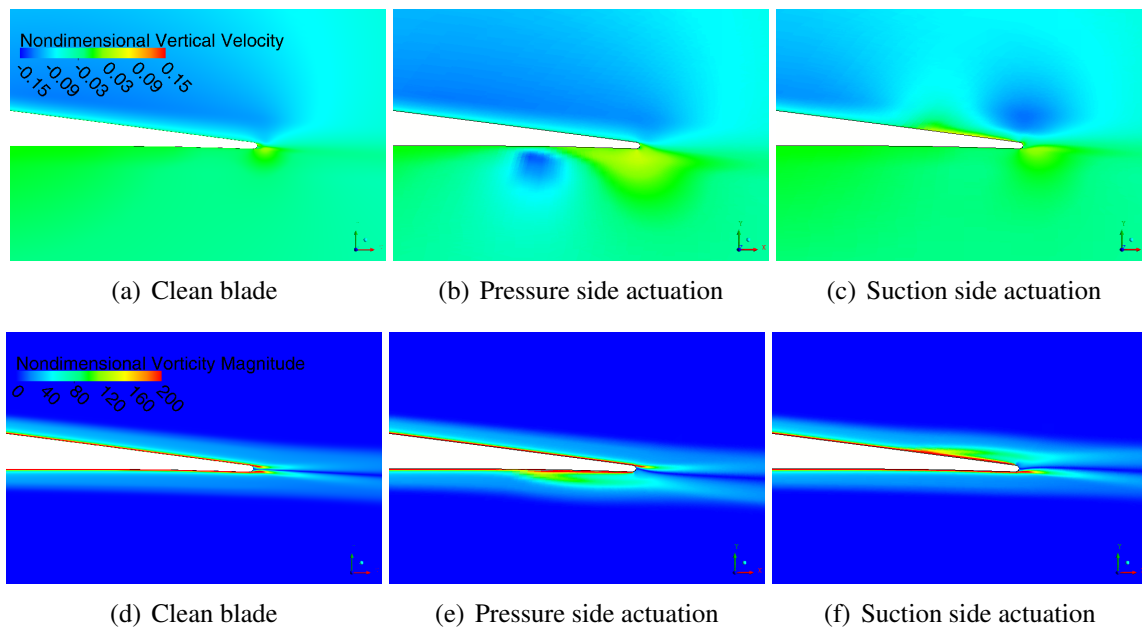 Nondimensional Vertical Velocity
-0.15 -0.09 -0.03 0.03 0.09 0.15
(a) Clean blade (b) Pressure side actuation (c) Suction side actuation
Nondimensional Vorticity Magnitude
0 40 80 120 160 200
(d) Clean blade (e) Pressure side actuation (f) Suction side actuation